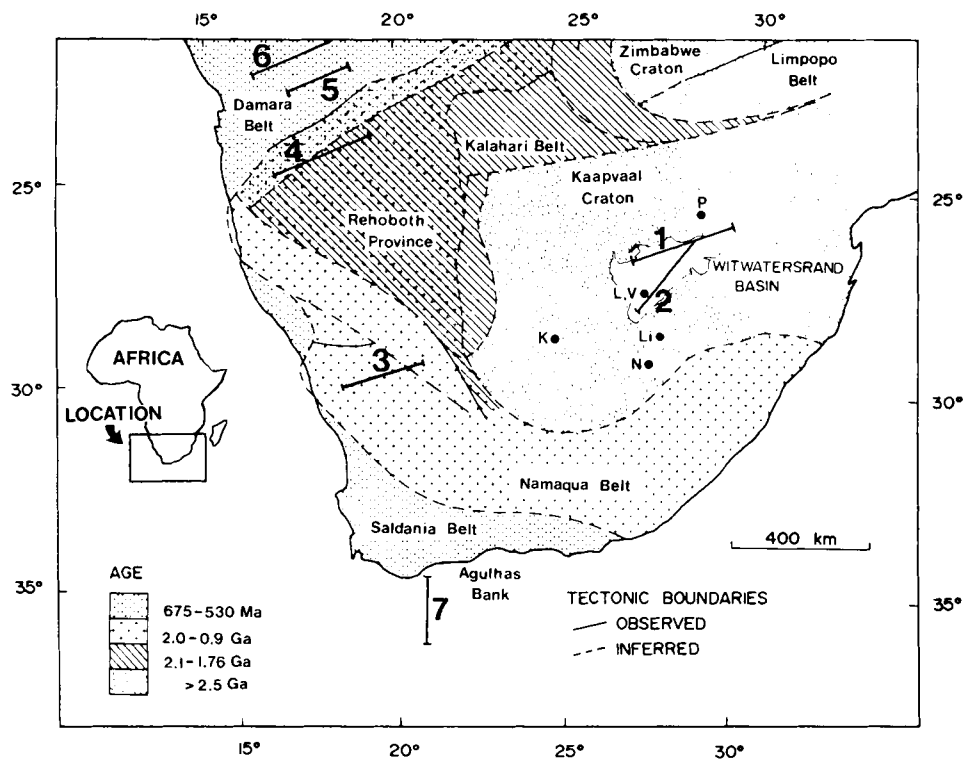 15° 20° 25° 30°
6
5
Damara
Belt
Zimbabwe
Craton
Limpopo
Belt
4
Kalahari Belt
25°
Kaapvaal
Craton
25°
P
Rehoboth
Province
1
WITWATERSRAND
BASIN
L,V
2
K
Li
N
AFRICA
3
30°
30°
LOCATION
Namaqua Belt
Saldania Belt
400 km
Agulhas
Bank
35°
7
35°
AGE
675-530 Ma
2.0-0.9 Ga
2.1-1.76 Ga
>2.5 Ga
TECTONIC BOUNDARIES
OBSERVED
INFERRED
15° 20° 25° 30°